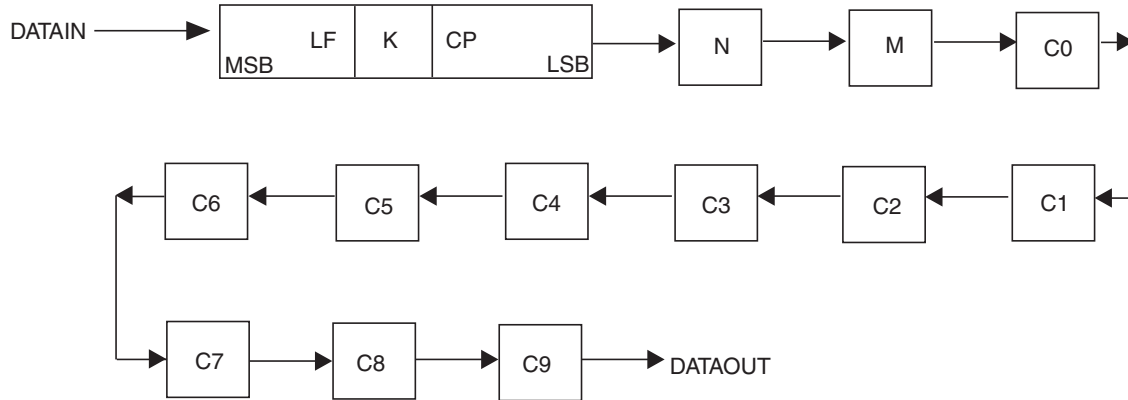 DATAIN
LF K CP
MSB LSB
N
M
C0
C6
C5
C4
C3
C2
C1
C7
C8
C9
DATAOUT